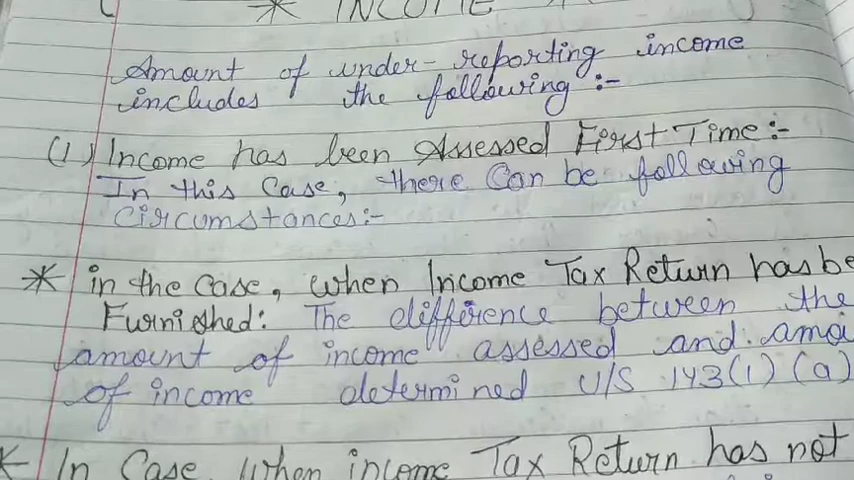 * INCOME
Amount of under-reporting income
includes the following :-
(1) Income has been Assessed First Time:-
In this Case, there Can be following
Circumstances:-
* in the case, when Income Tax Return has be
Furnished: The difference between the
amount of income assessed and amo
of income determined U/S 143(1)(a)
* In Case when income Tax Return has not